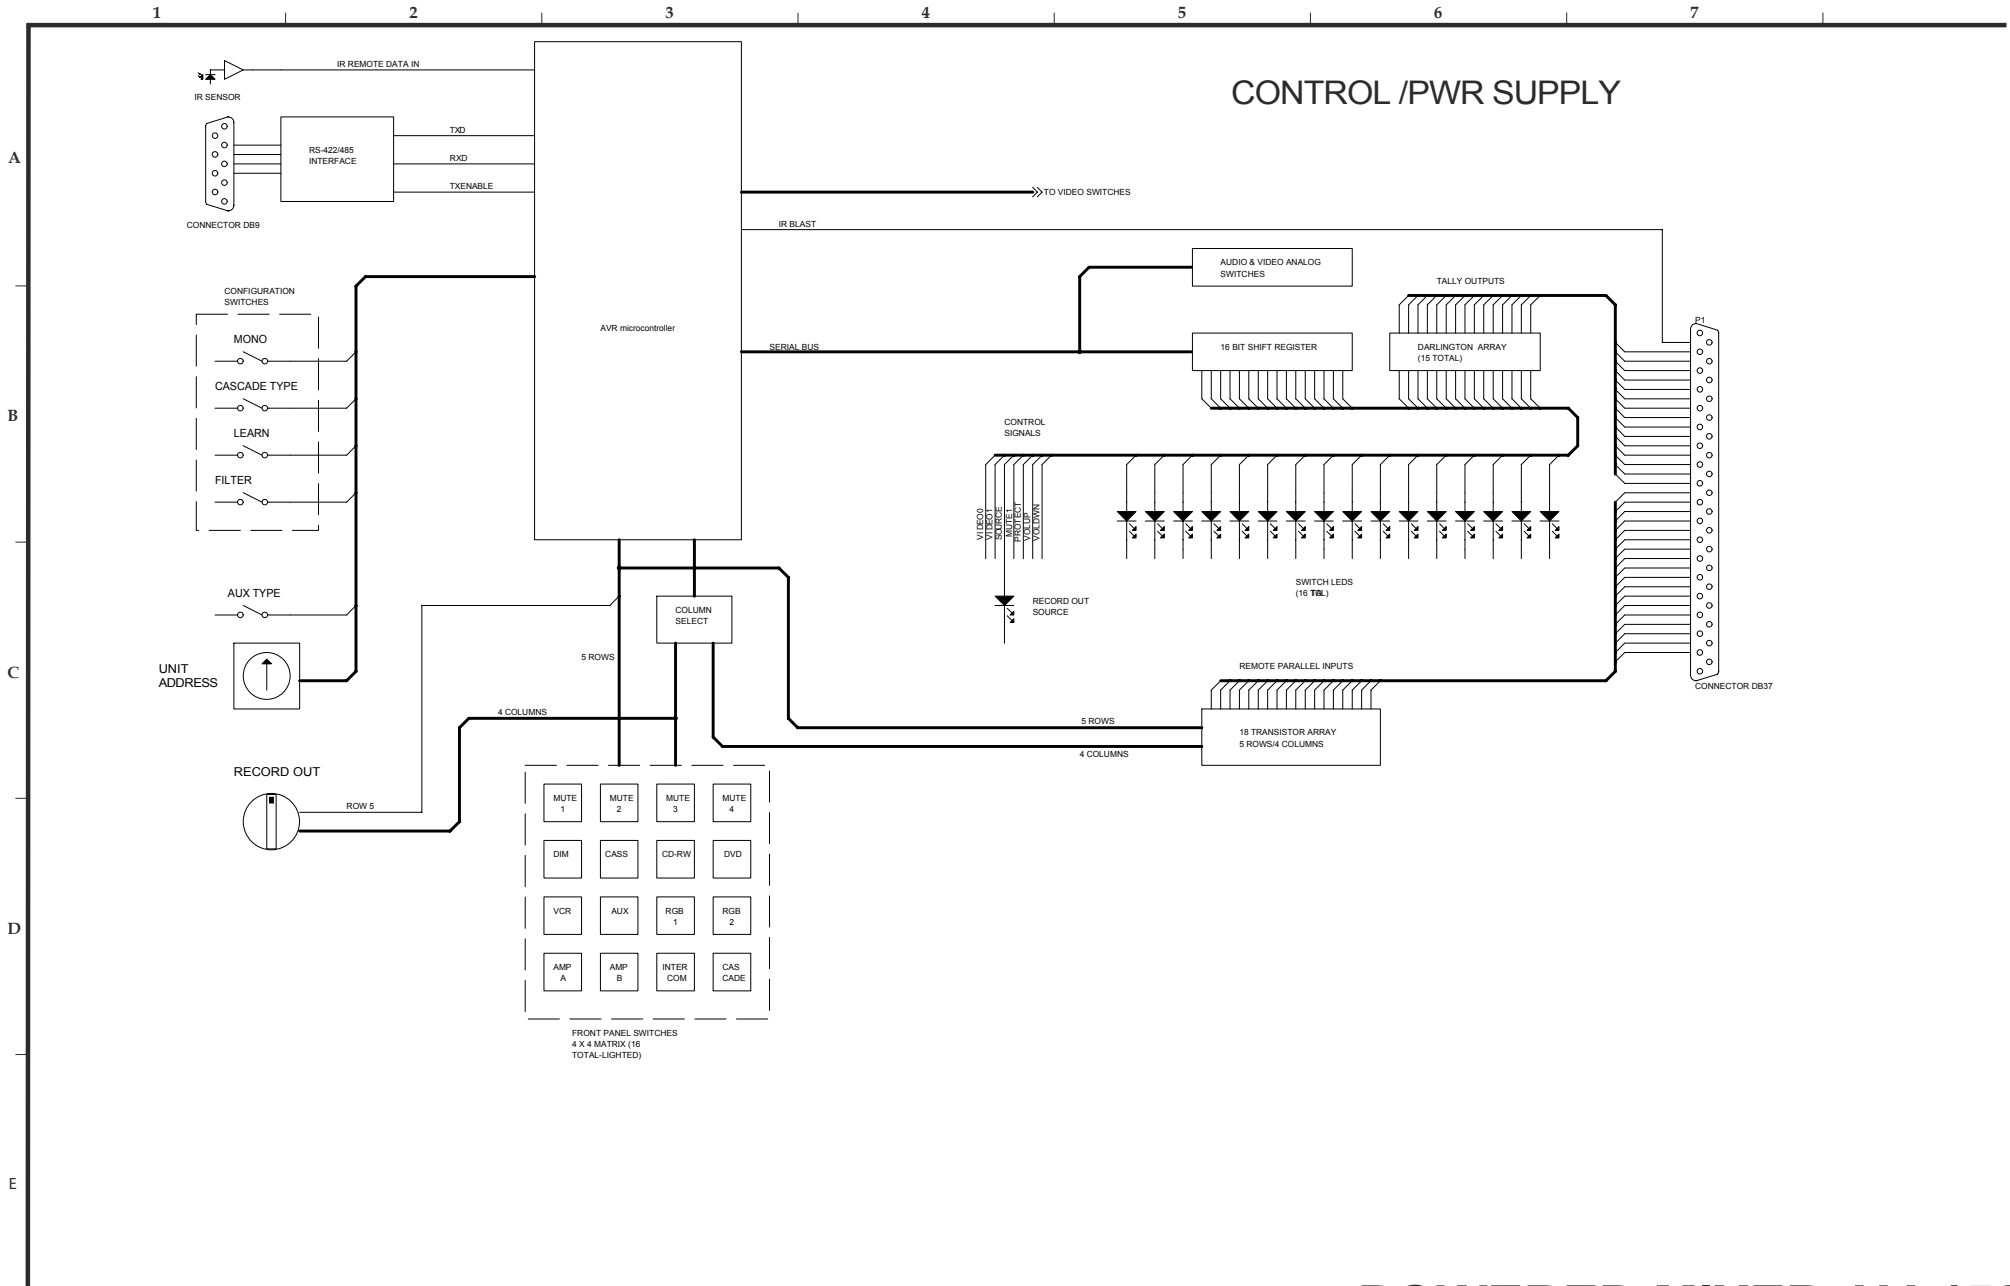 1 2 3 4 5 6 7
CONTROL /PWR SUPPLY
IR REMOTE DATA IN
IR SENSOR
A
RS-422/485
INTERFACE
TXD
RXD
TXENABLE
CONNECTOR DB9
TO VIDEO SWITCHES
IR BLAST
AUDIO & VIDEO ANALOG
SWITCHES
TALLY OUTPUTS
CONFIGURATION
SWITCHES
AVR microcontroller
P1
MONO
SERIAL BUS
16 BIT SHIFT REGISTER
DARLINGTON ARRAY
(15 TOTAL)
CASCADE TYPE
B
CONTROL
SIGNALS
LEARN
FILTER
VIDEO0
VIDEO1
SOURCE
MUTE1
PROTECT
VOLUP
VOLDWN
AUX TYPE
COLUMN
SELECT
RECORD OUT
SOURCE
SWITCH LEDS
5 ROWS
C
UNIT
ADDRESS
REMOTE PARALLEL INPUTS
CONNECTOR DB37
4 COLUMNS
5 ROWS
4 COLUMNS
18 TRANSISTOR ARRAY
5 ROWS/4 COLUMNS
RECORD OUT
ROW 5
MUTE
1
MUTE
2
MUTE
3
MUTE
4
DIM
CASS
CD-RW
DVD
D
VCR
AUX
RGB
1
RGB
2
AMP
A
AMP
B
INTER
COM
CAS
CADE
FRONT PANEL SWITCHES
4 X 4 MATRIX (16
TOTAL-LIGHTED)
E